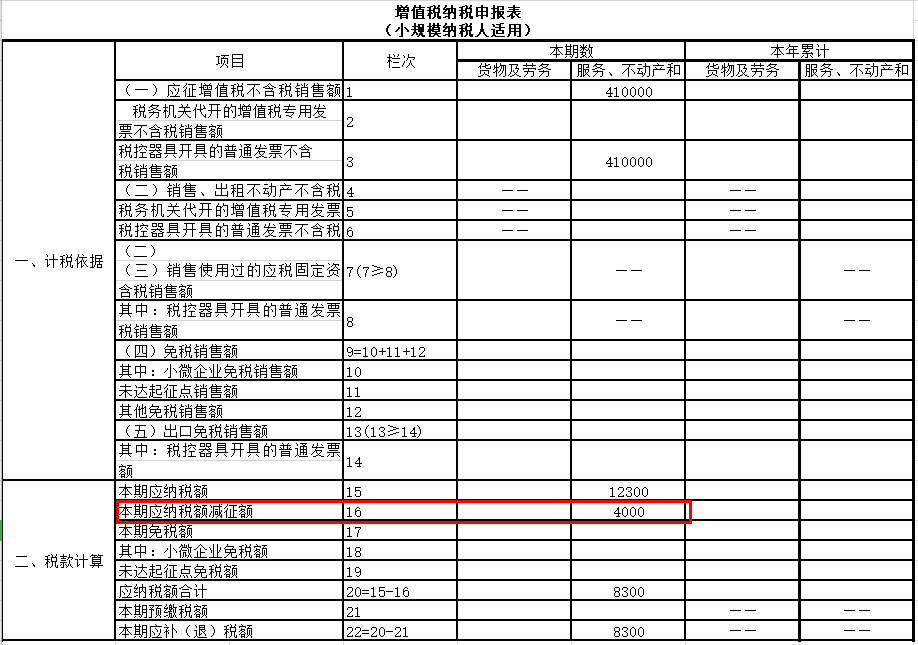 增值税纳税申报表
（小规模纳税人适用）
项目 栏次 本期数 本年累计
货物及劳务 服务、不动产和 货物及劳务 服务、不动产和
一、计税依据
（一）应征增值税不含税销售额 1 410000
税务机关代开的增值税专用发
票不含税销售额 2
税控器具开具的普通发票不含
税销售额 3 410000
（二）销售、出租不动产不含税 4 —— ——
税务机关代开的增值税专用发票 5 —— ——
税控器具开具的普通发票不含税 6 —— ——
（二）
（三）销售使用过的应税固定资 7(7≥8) —— ——
含税销售额
其中：税控器具开具的普通发票
税销售额 8 —— ——
（四）免税销售额 9=10+11+12
其中：小微企业免税销售额 10
未达起征点销售额 11
其他免税销售额 12
（五）出口免税销售额 13(13≥14)
其中：税控器具开具的普通发票
额 14
二、税款计算
本期应纳税额 15 12300
本期应纳税额减征额 16 4000
本期免税额 17
其中：小微企业免税额 18
未达起征点免税额 19
应纳税额合计 20=15-16 8300
本期预缴税额 21 —— ——
本期应补（退）税额 22=20-21 8300 —— ——